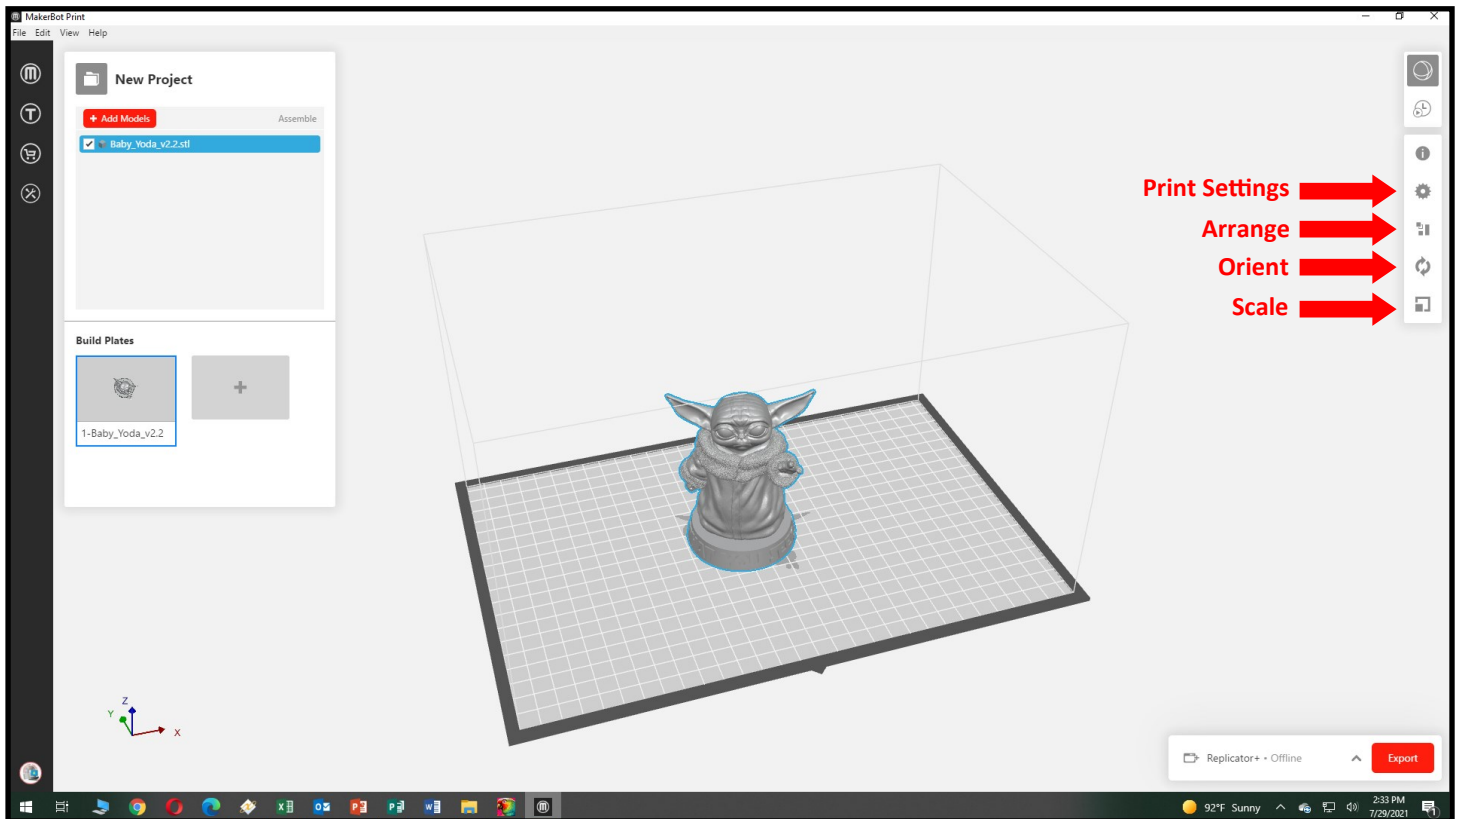 MakerBot Print
File Edit View Help
New Project
+ Add Models
Assemble
Baby_Yoda_v2.2.stl
Print Settings
Arrange
Orient
Scale
Build Plates
1-Baby_Yoda_v2.2
Z
Y
X
Replicator+ • Offline
Export
92°F Sunny
2:33 PM
7/29/2021